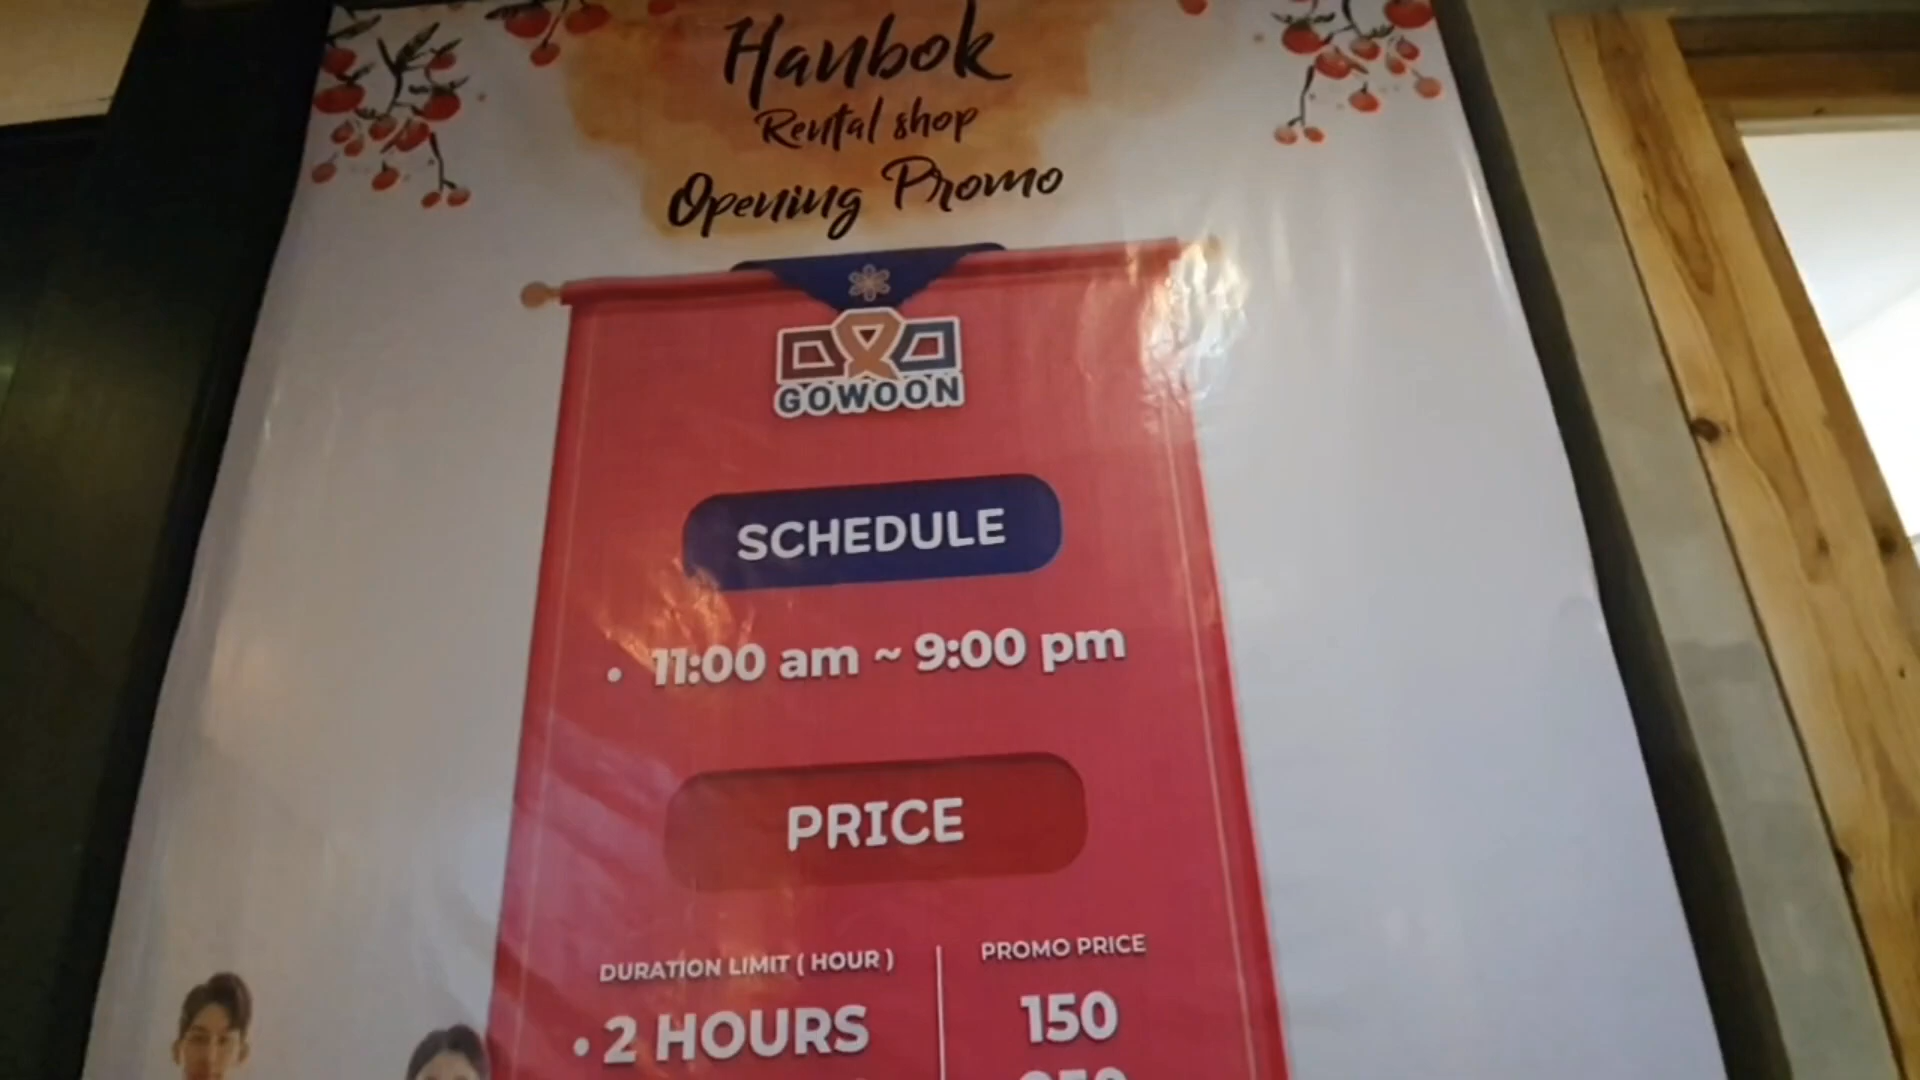 Hanbok
Rental shop
Opening Promo
GOWOON
SCHEDULE
• 11:00 am ~ 9:00 pm
PRICE
DURATION LIMIT ( HOUR )
PROMO PRICE
• 2 HOURS
150